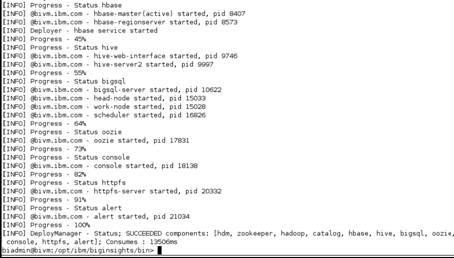 [INFO] Progress - Status hbase
[INFO] @bivm.ibm.com - hbase-master(active) started, pid 8407
[INFO] @bivm.ibm.com - hbase-regionserver started, pid 8573
[INFO] Deployer - hbase service started
[INFO] Progress - 45%
[INFO] Progress - Status hive
[INFO] @bivm.ibm.com - hive-web-interface started, pid 9746
[INFO] @bivm.ibm.com - hive-server2 started, pid 9997
[INFO] Progress - 55%
[INFO] Progress - Status bigsql
[INFO] @bivm.ibm.com - bigsql-server started, pid 10622
[INFO] @bivm.ibm.com - head-node started, pid 15033
[INFO] @bivm.ibm.com - work-node started, pid 15028
[INFO] @bivm.ibm.com - scheduler started, pid 16826
[INFO] Progress - 64%
[INFO] Progress - Status oozie
[INFO] @bivm.ibm.com - oozie started, pid 17831
[INFO] Progress - 73%
[INFO] Progress - Status console
[INFO] @bivm.ibm.com - console started, pid 18138
[INFO] Progress - 82%
[INFO] Progress - Status httpfs
[INFO] @bivm.ibm.com - httpfs-server started, pid 20332
[INFO] Progress - 91%
[INFO] Progress - Status alert
[INFO] @bivm.ibm.com - alert started, pid 21034
[INFO] Progress - 100%
[INFO] DeployManager - Status; SUCCEEDED components: [hdm, zookeeper, hadoop, catalog, hbase, hive, bigsql, oozie,
console, httpfs, alert]; Consumes : 13506ms
biadmin@bivm:/opt/ibm/biginsights/bin>